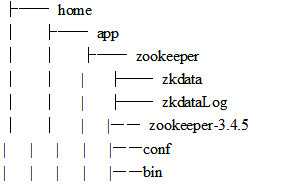 home
app
zookeeper
zkdata
zkdataLog
zookeeper-3.4.5
conf
bin